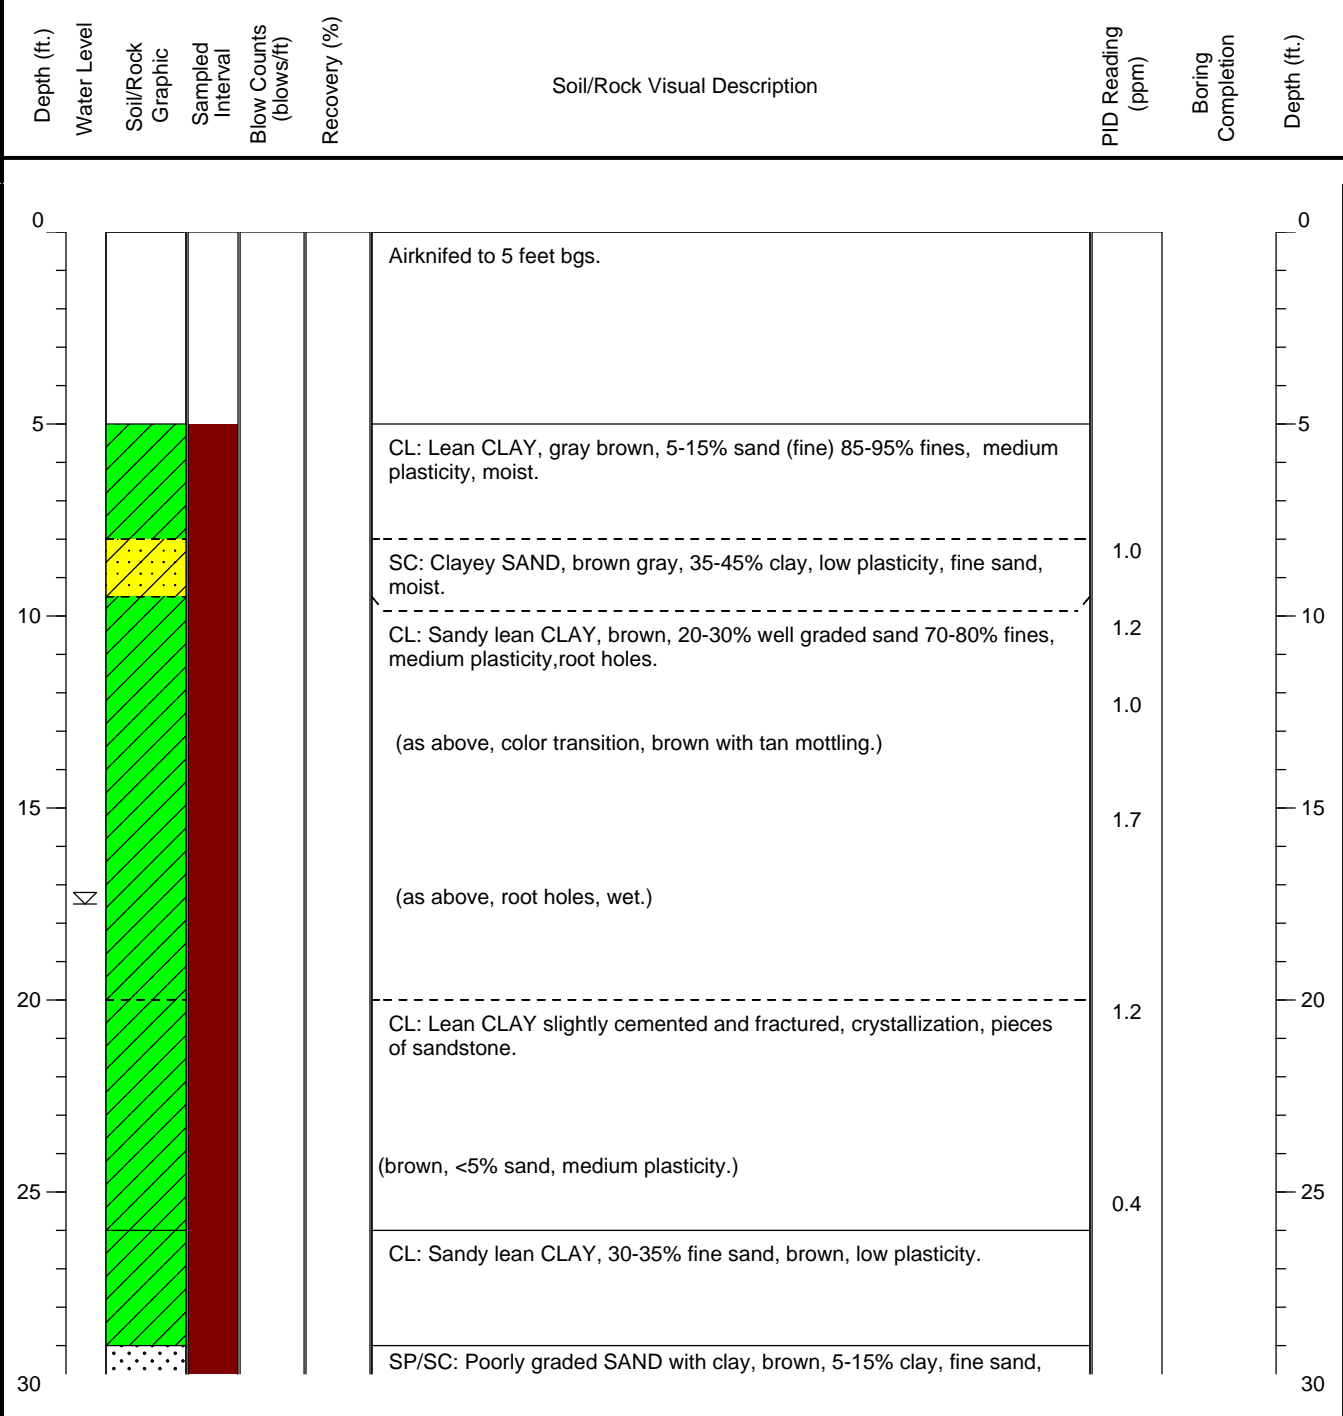 Depth (ft.)
Water Level
Soil/Rock
Graphic
Sampled
Interval
Blow Counts
(blows/ft)
Recovery (%)
Soil/Rock Visual Description
PID Reading
(ppm)
Boring
Completion
Depth (ft.)
0
0
Airknifed to 5 feet bgs.
5
5
CL: Lean CLAY, gray brown, 5-15% sand (fine) 85-95% fines,  medium
plasticity, moist.
1.0
SC: Clayey SAND, brown gray, 35-45% clay, low plasticity, fine sand,
moist.
10
10
1.2
CL: Sandy lean CLAY, brown, 20-30% well graded sand 70-80% fines,
medium plasticity,root holes.
1.0
(as above, color transition, brown with tan mottling.)
15
15
1.7
(as above, root holes, wet.)
20
20
1.2
CL: Lean CLAY slightly cemented and fractured, crystallization, pieces
of sandstone.
(brown, <5% sand, medium plasticity.)
25
25
0.4
CL: Sandy lean CLAY, 30-35% fine sand, brown, low plasticity.
SP/SC: Poorly graded SAND with clay, brown, 5-15% clay, fine sand,
30
30